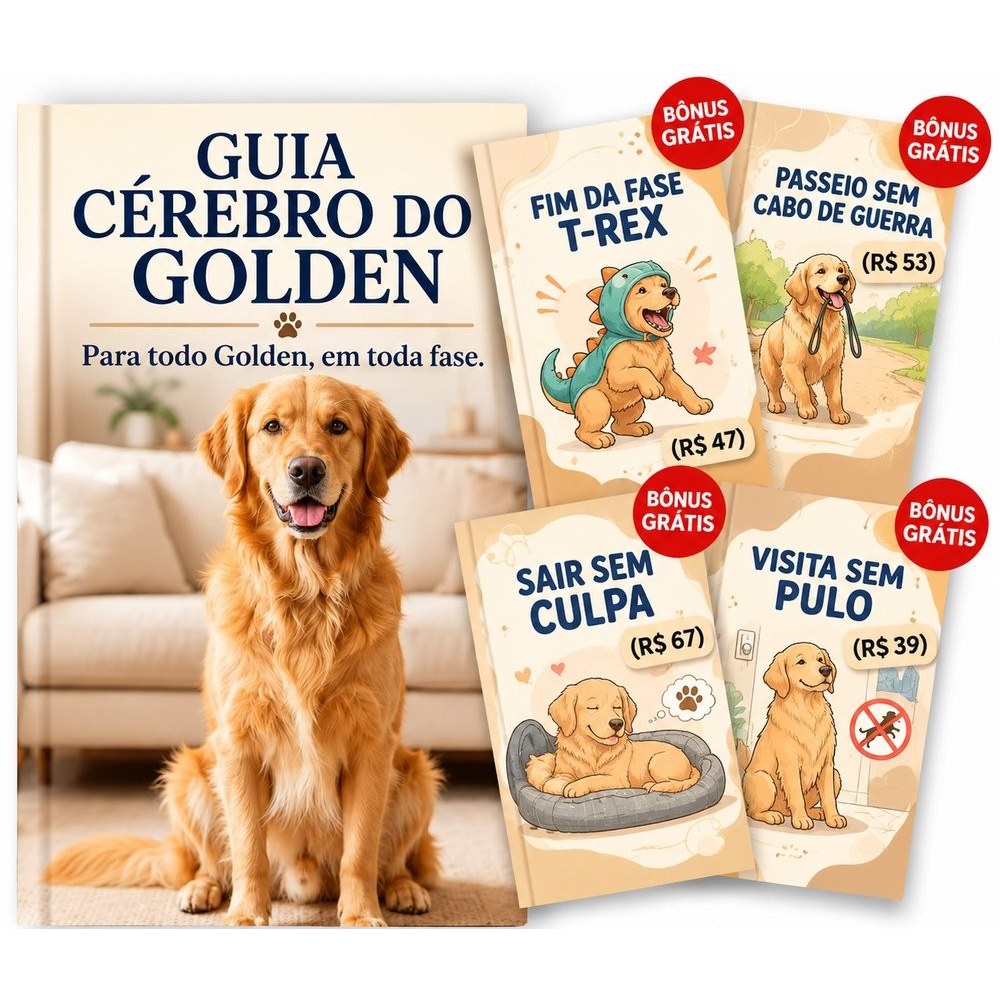 GUIA
CÉREBRO DO
GOLDEN
Para todo Golden, em toda fase.
BÔNUS
GRÁTIS
FIM DA FASE
T-REX
(R$ 47)
BÔNUS
GRÁTIS
PASSEIO SEM
CABO DE GUERRA
(R$ 53)
BÔNUS
GRÁTIS
SAIR SEM
CULPA
(R$ 67)
BÔNUS
GRÁTIS
VISITA SEM
PULO
(R$ 39)